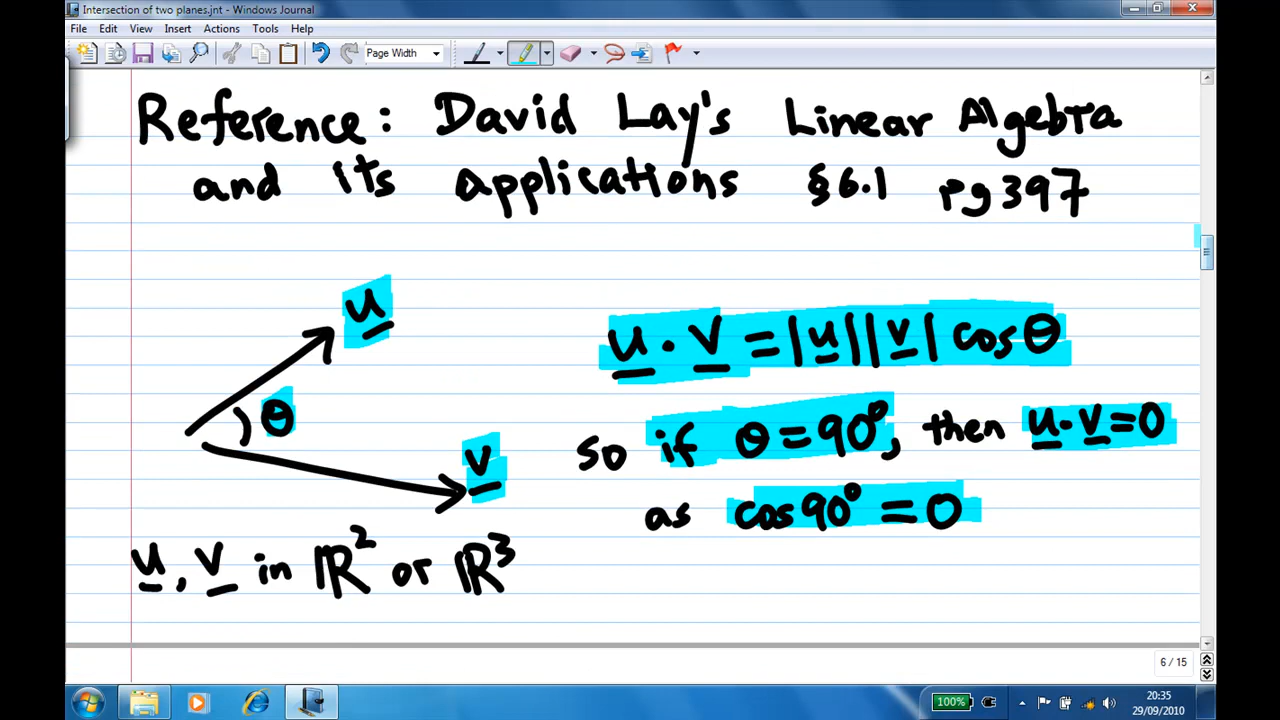 Intersection of two planes.jnt - Windows Journal
File Edit View Insert Actions Tools Help
Page Width
Reference: David Lay's Linear Algebra
and its applications §6.1 pg 397
u
θ
v
u, v in ℝ² or ℝ³
u · v = |u||v| cosθ
so if θ = 90°, then u·v = 0
as cos 90° = 0
6 / 15
100%
20:35
29/09/2010